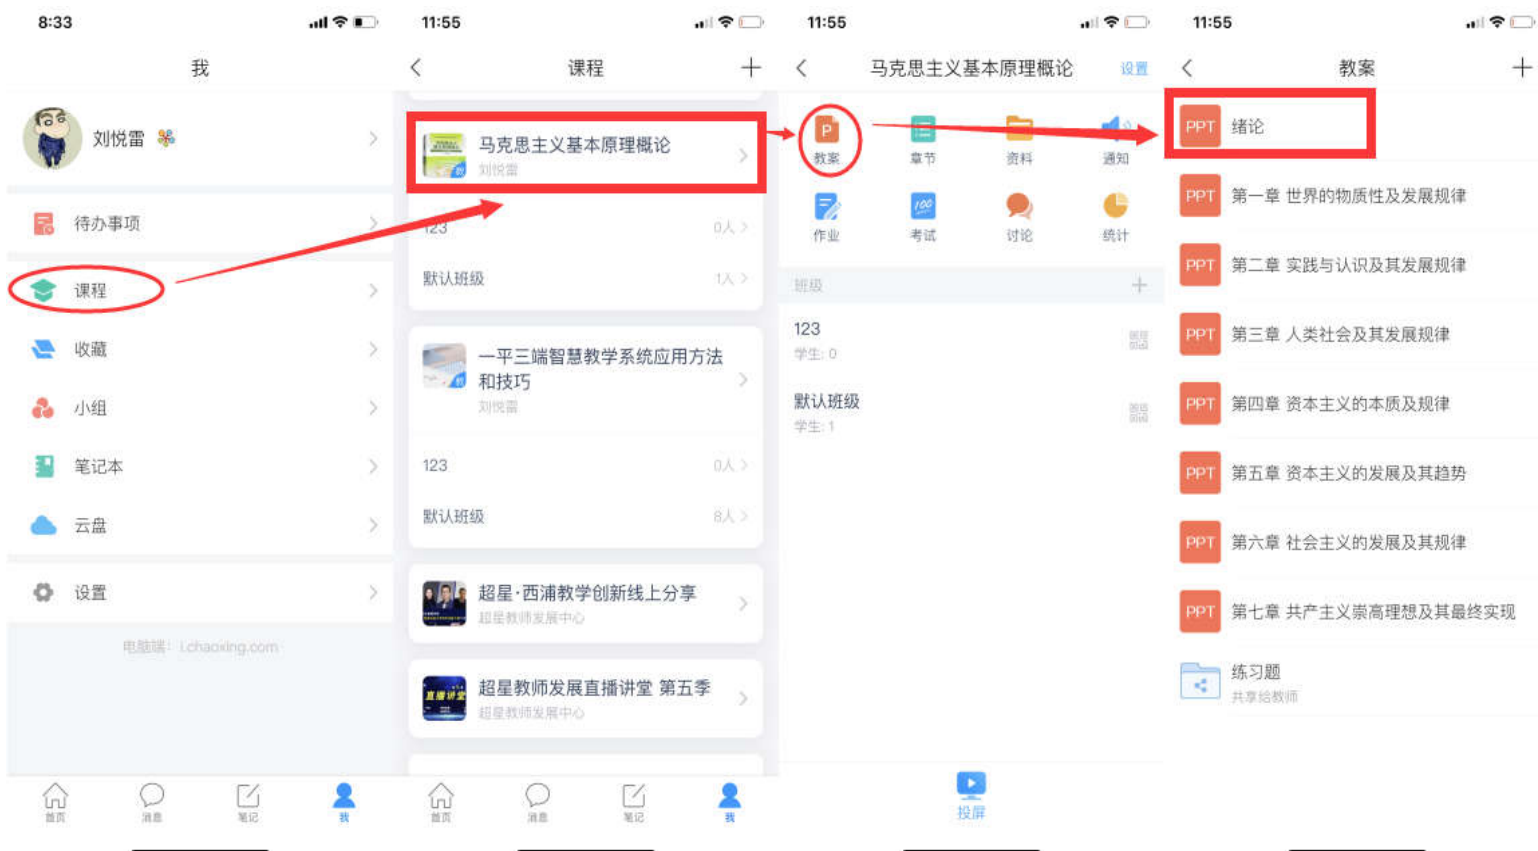 8:33
我
刘悦雷
待办事项
课程
收藏
小组
笔记本
云盘
设置
电脑端：i.chaoxing.com
首页
消息
笔记
我
11:55
课程
马克思主义基本原理概论
刘悦雷
123
0人
默认班级
1人
一平三端智慧教学系统应用方法
和技巧
刘悦雷
123
0人
默认班级
8人
超星·西浦教学创新线上分享
超星教师发展中心
直播讲堂
超星教师发展直播讲堂 第五季
超星教师发展中心
首页
消息
笔记
我
11:55
马克思主义基本原理概论
设置
P
教案
章节
资料
通知
100
作业
考试
讨论
统计
班级
123
学生: 0
默认班级
学生: 1
投屏
11:55
教案
PPT 绪论
PPT 第一章 世界的物质性及发展规律
PPT 第二章 实践与认识及其发展规律
PPT 第三章 人类社会及其发展规律
PPT 第四章 资本主义的本质及规律
PPT 第五章 资本主义的发展及其趋势
PPT 第六章 社会主义的发展及其规律
PPT 第七章 共产主义崇高理想及其最终实现
练习题
共享给教师